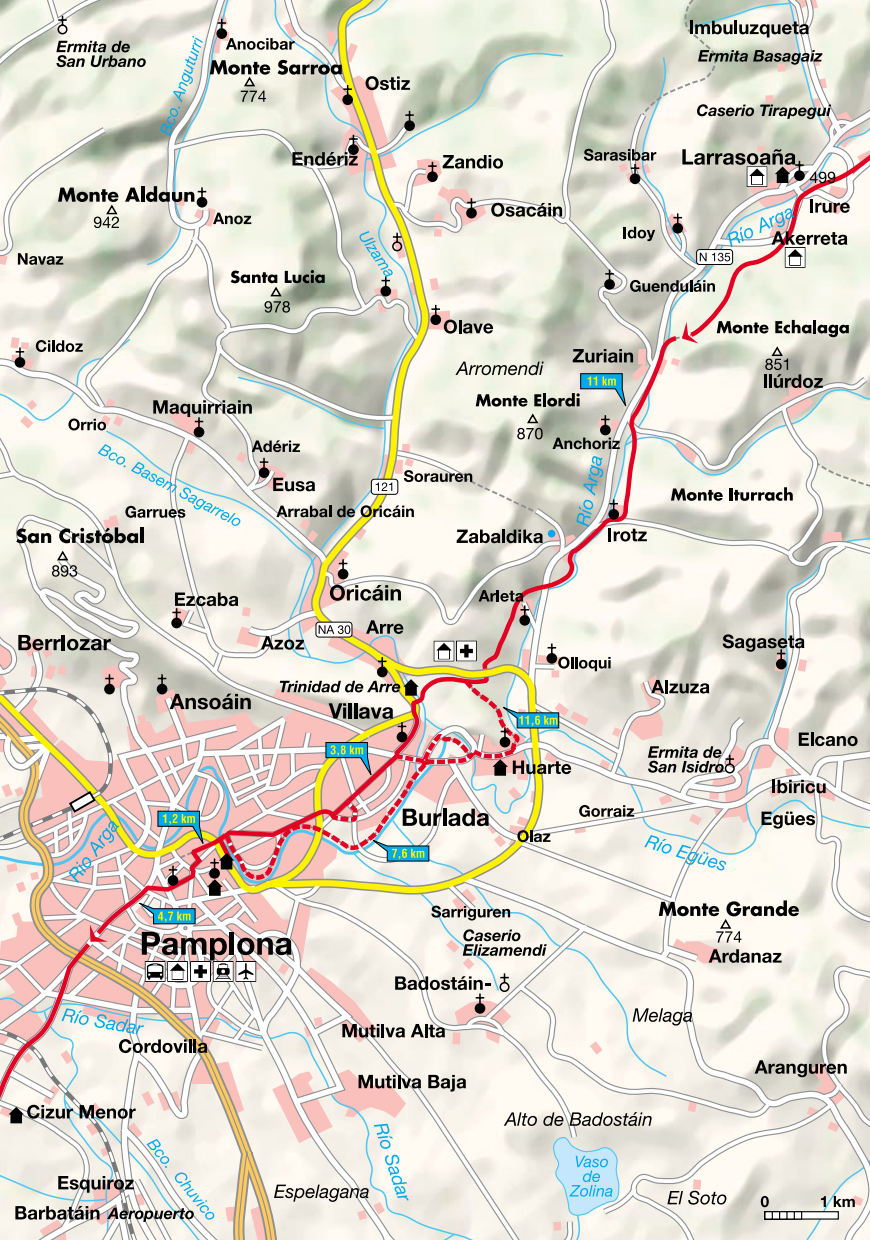 Imbuluzqueta
Ermita de
San Urbano
Anocibar
Ermita Basagaiz
Monte Sarroa
774
Ostiz
Bco. Anguturri
Caserio Tirapegui
Endériz
Zandio
Sarasibar
Larrasoaña
499
Monte Aldaun
942
Anoz
Osacáin
Irure
Río Arga
Idoy
Akerreta
Navaz
Ulzama
N 135
Santa Lucia
978
Guenduláin
Olave
Monte Echalaga
851
Cildoz
Zuriain
Arromendi
11 km
Ilúrdoz
Monte Elordi
870
Maquirriain
Orrio
Anchoriz
Adériz
Bco. Basem Sagarrelo
Eusa
Sorauren
121
Río Arga
Monte Iturrach
Garrues
Arrabal de Oricáin
San Cristóbal
893
Zabaldika
Irotz
Oricáin
Ezcaba
Arleta
NA 30
Arre
Berrlozar
Azoz
Sagaseta
Olloqui
Trinidad de Arre
Alzuza
Ansoáin
Villava
11,6 km
Elcano
3,8 km
Ermita de
San Isidro
Huarte
Ibiricu
Burlada
Gorraiz
Egües
1,2 km
Olaz
Río Arga
7,6 km
Río Egües
4,7 km
Sarriguren
Monte Grande
774
Pamplona
Caserio
Elizamendi
Ardanaz
Badostáin-
Río Sadar
Melaga
Mutilva Alta
Cordovilla
Aranguren
Mutilva Baja
Cizur Menor
Alto de Badostáin
Río Sadar
Bco. Chuvico
Vaso
de
Zolina
Esquiroz
Espelagana
El Soto
0 1 km
Barbatáin Aeropuerto